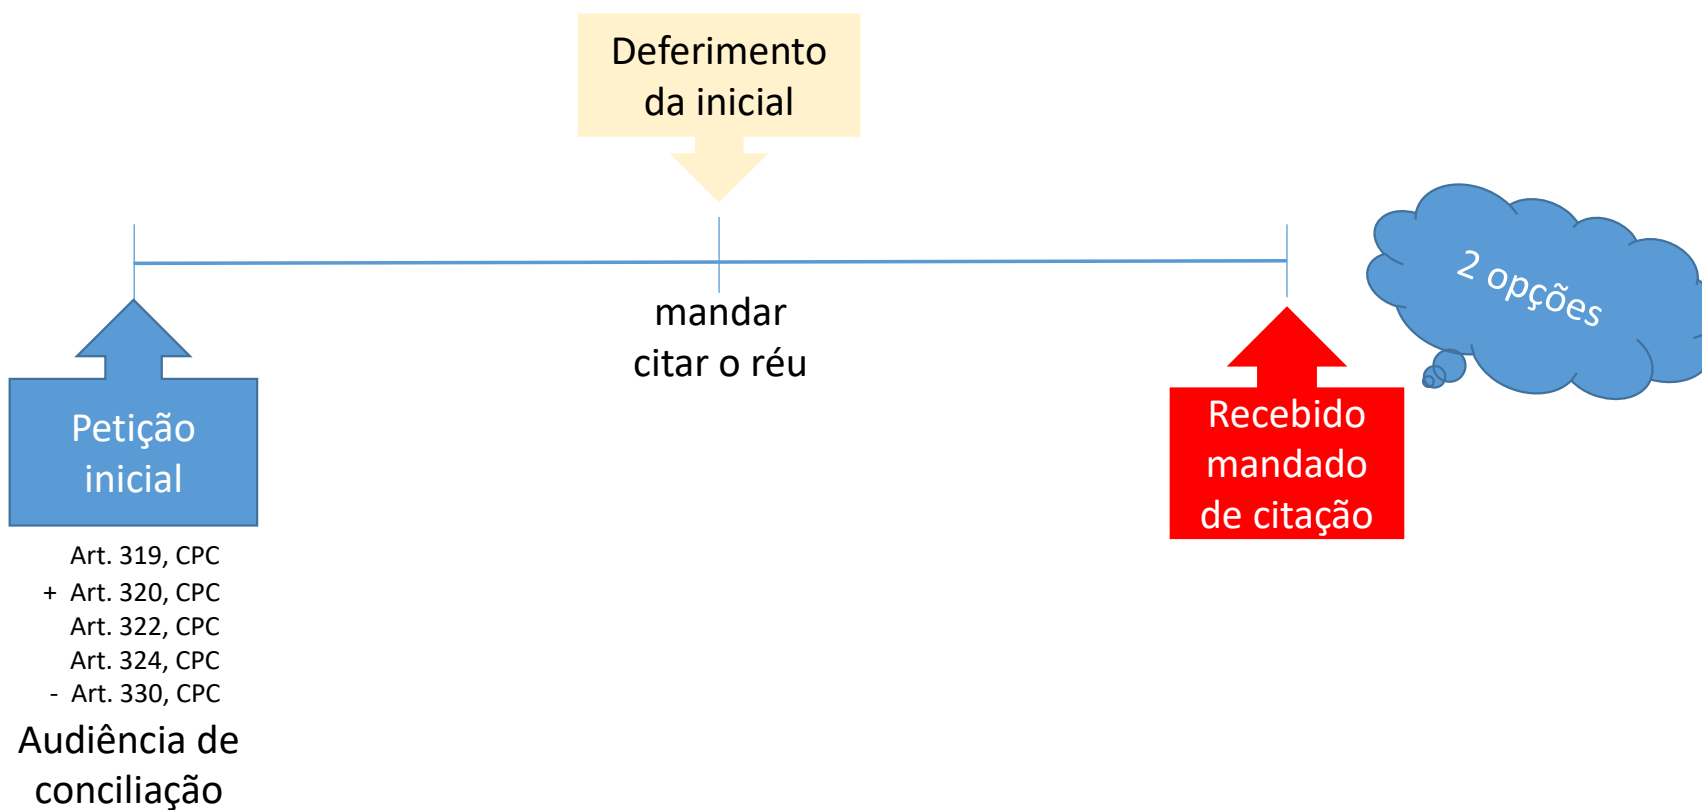 Deferimento
da inicial
2 opções
mandar
citar o réu
Petição
inicial
Recebido
mandado
de citação
Art. 319, CPC
+ Art. 320, CPC
Art. 322, CPC
Art. 324, CPC
- Art. 330, CPC
Audiência de
conciliação